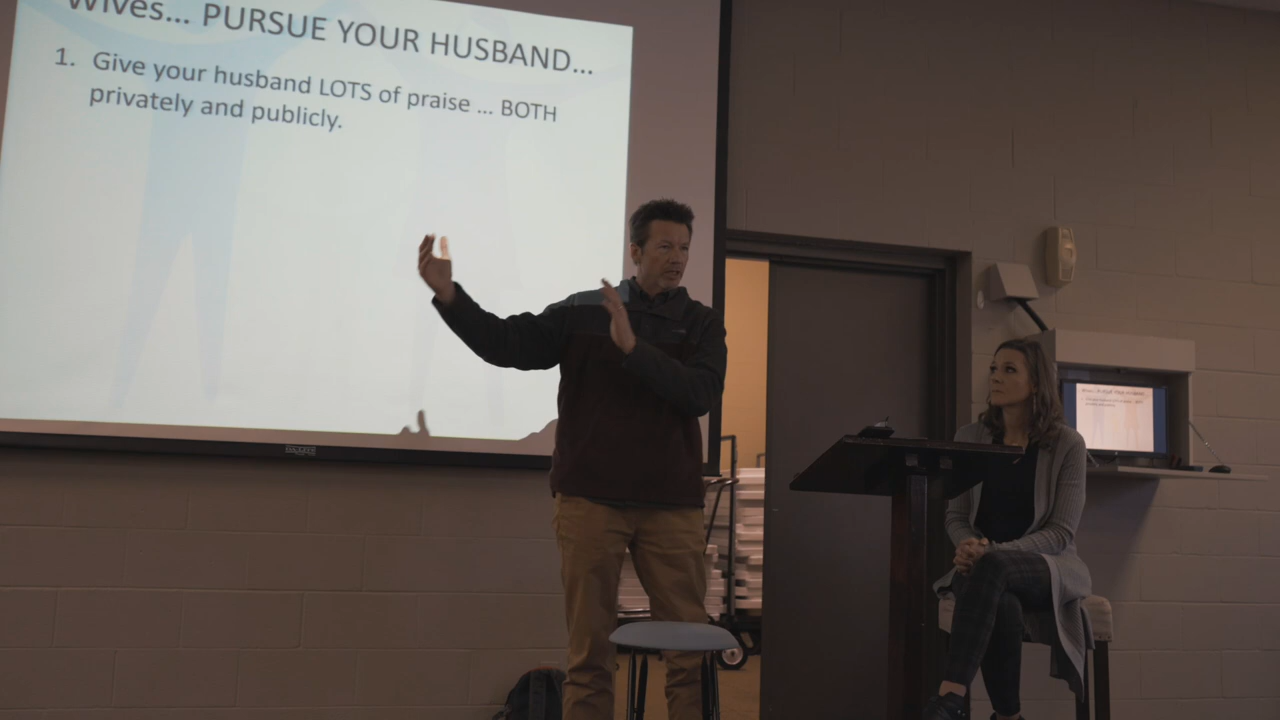 Wives... PURSUE YOUR HUSBAND...
1. Give your husband LOTS of praise ... BOTH
privately and publicly.